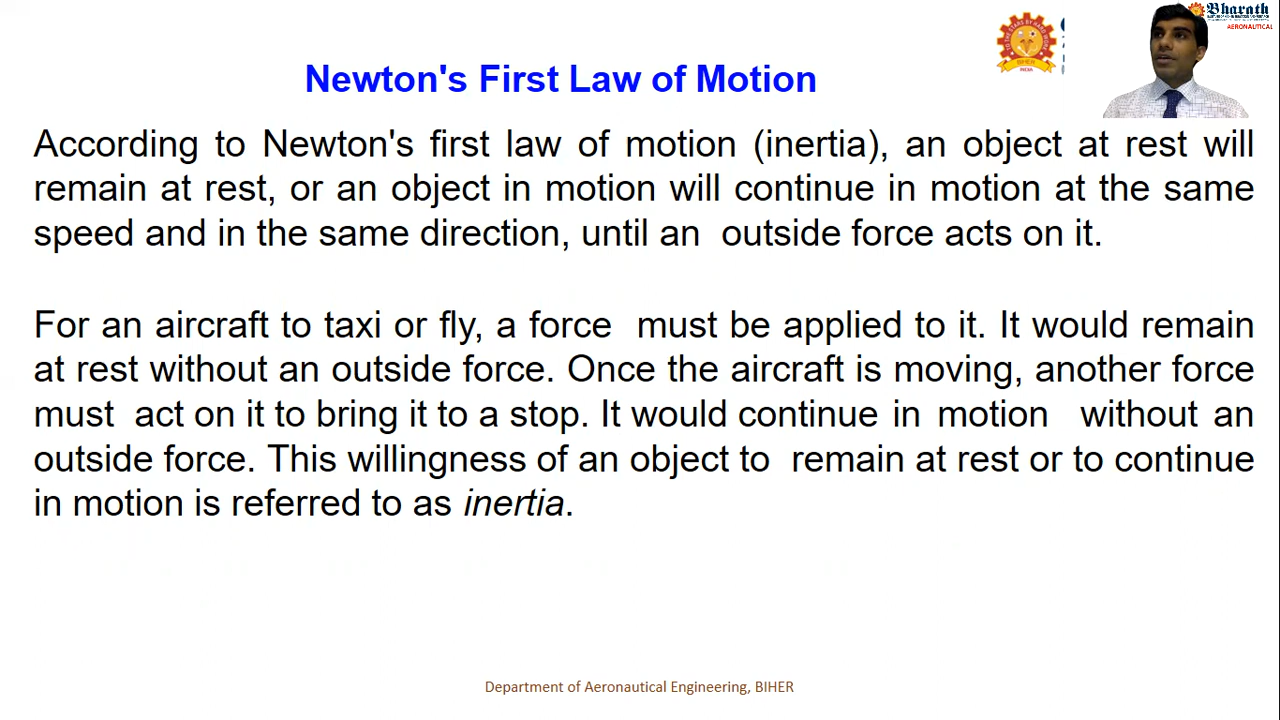 Bharath
AERONAUTICAL
BIHER
INDIA
Newton's First Law of Motion
According to Newton's first law of motion (inertia), an object at rest will
remain at rest, or an object in motion will continue in motion at the same
speed and in the same direction, until an outside force acts on it.
For an aircraft to taxi or fly, a force must be applied to it. It would remain
at rest without an outside force. Once the aircraft is moving, another force
must act on it to bring it to a stop. It would continue in motion without an
outside force. This willingness of an object to remain at rest or to continue
in motion is referred to as inertia.
Department of Aeronautical Engineering, BIHER